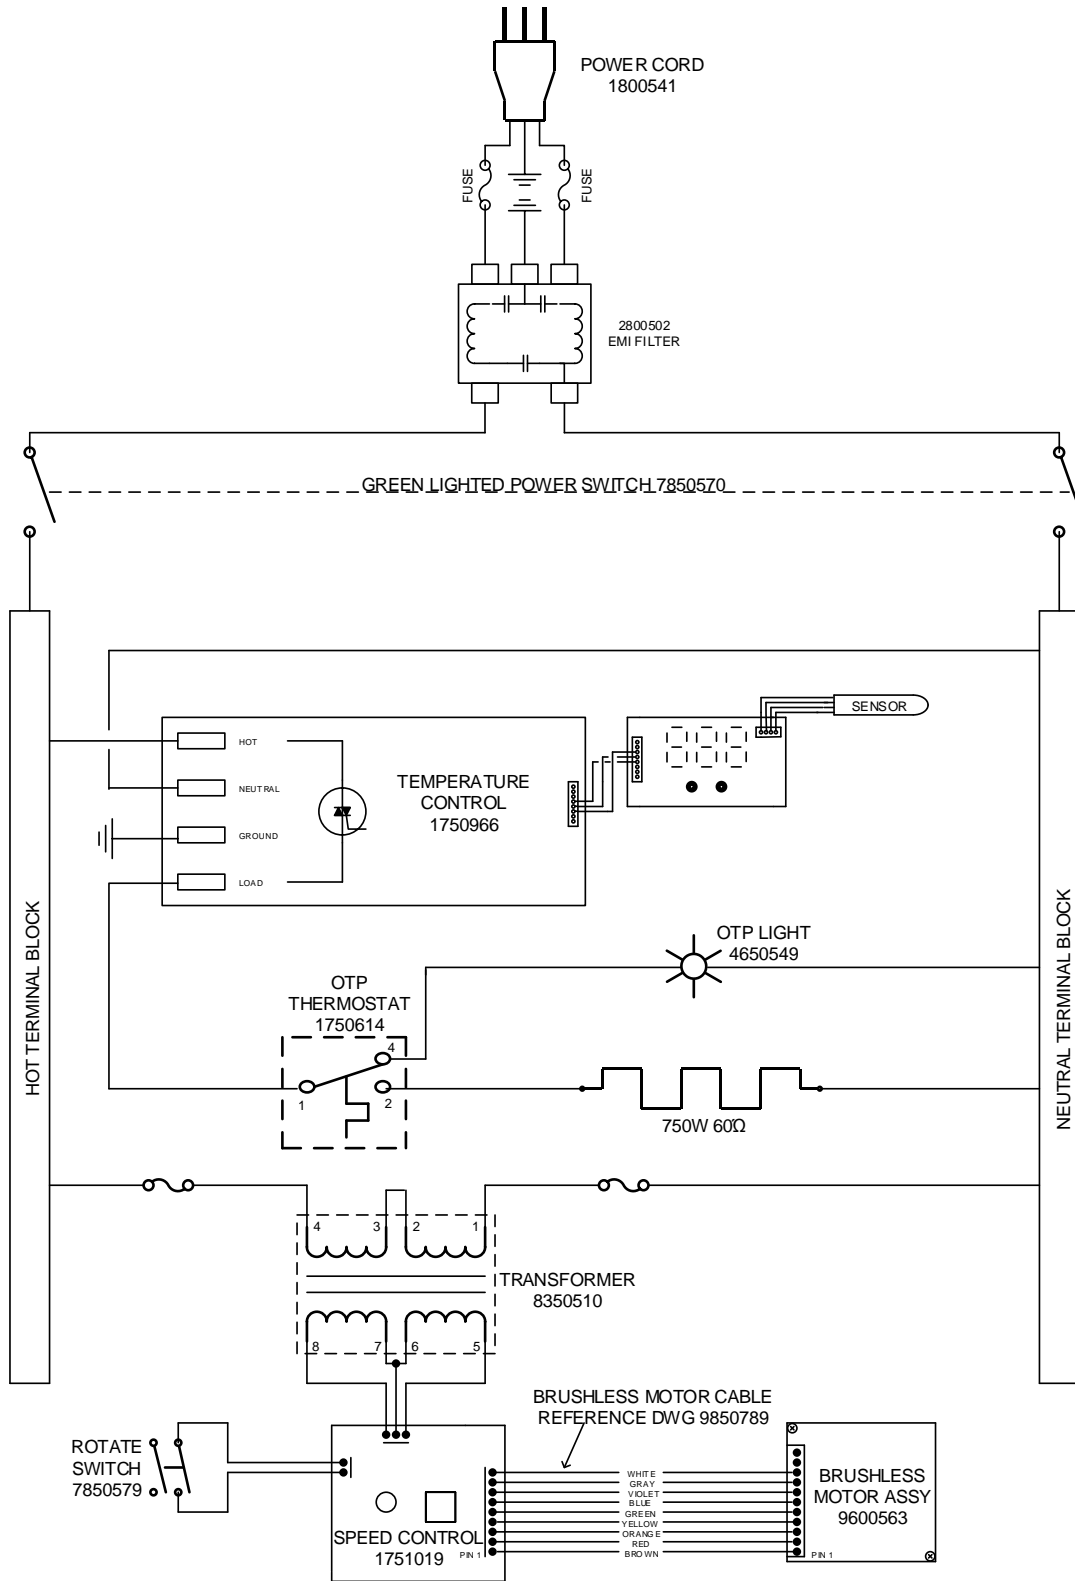 POWER CORD
1800541
FUSE
FUSE
2800502
EMI FILTER
GREEN LIGHTED POWER SWITCH 7850570
HOT TERMINAL BLOCK
NEUTRAL TERMINAL BLOCK
HOT
NEUTRAL
GROUND
LOAD
TEMPERATURE
CONTROL
1750966
SENSOR
OTP LIGHT
4650549
OTP
THERMOSTAT
1750614
4
1
2
750W 60Ω
4
3
2
1
TRANSFORMER
8350510
8
7
6
5
BRUSHLESS MOTOR CABLE
REFERENCE DWG 9850789
ROTATE
SWITCH
7850579
SPEED CONTROL
1751019
PIN 1
WHITE
GRAY
VIOLET
BLUE
GREEN
YELLOW
ORANGE
RED
BROWN
BRUSHLESS
MOTOR ASSY
9600563
PIN 1